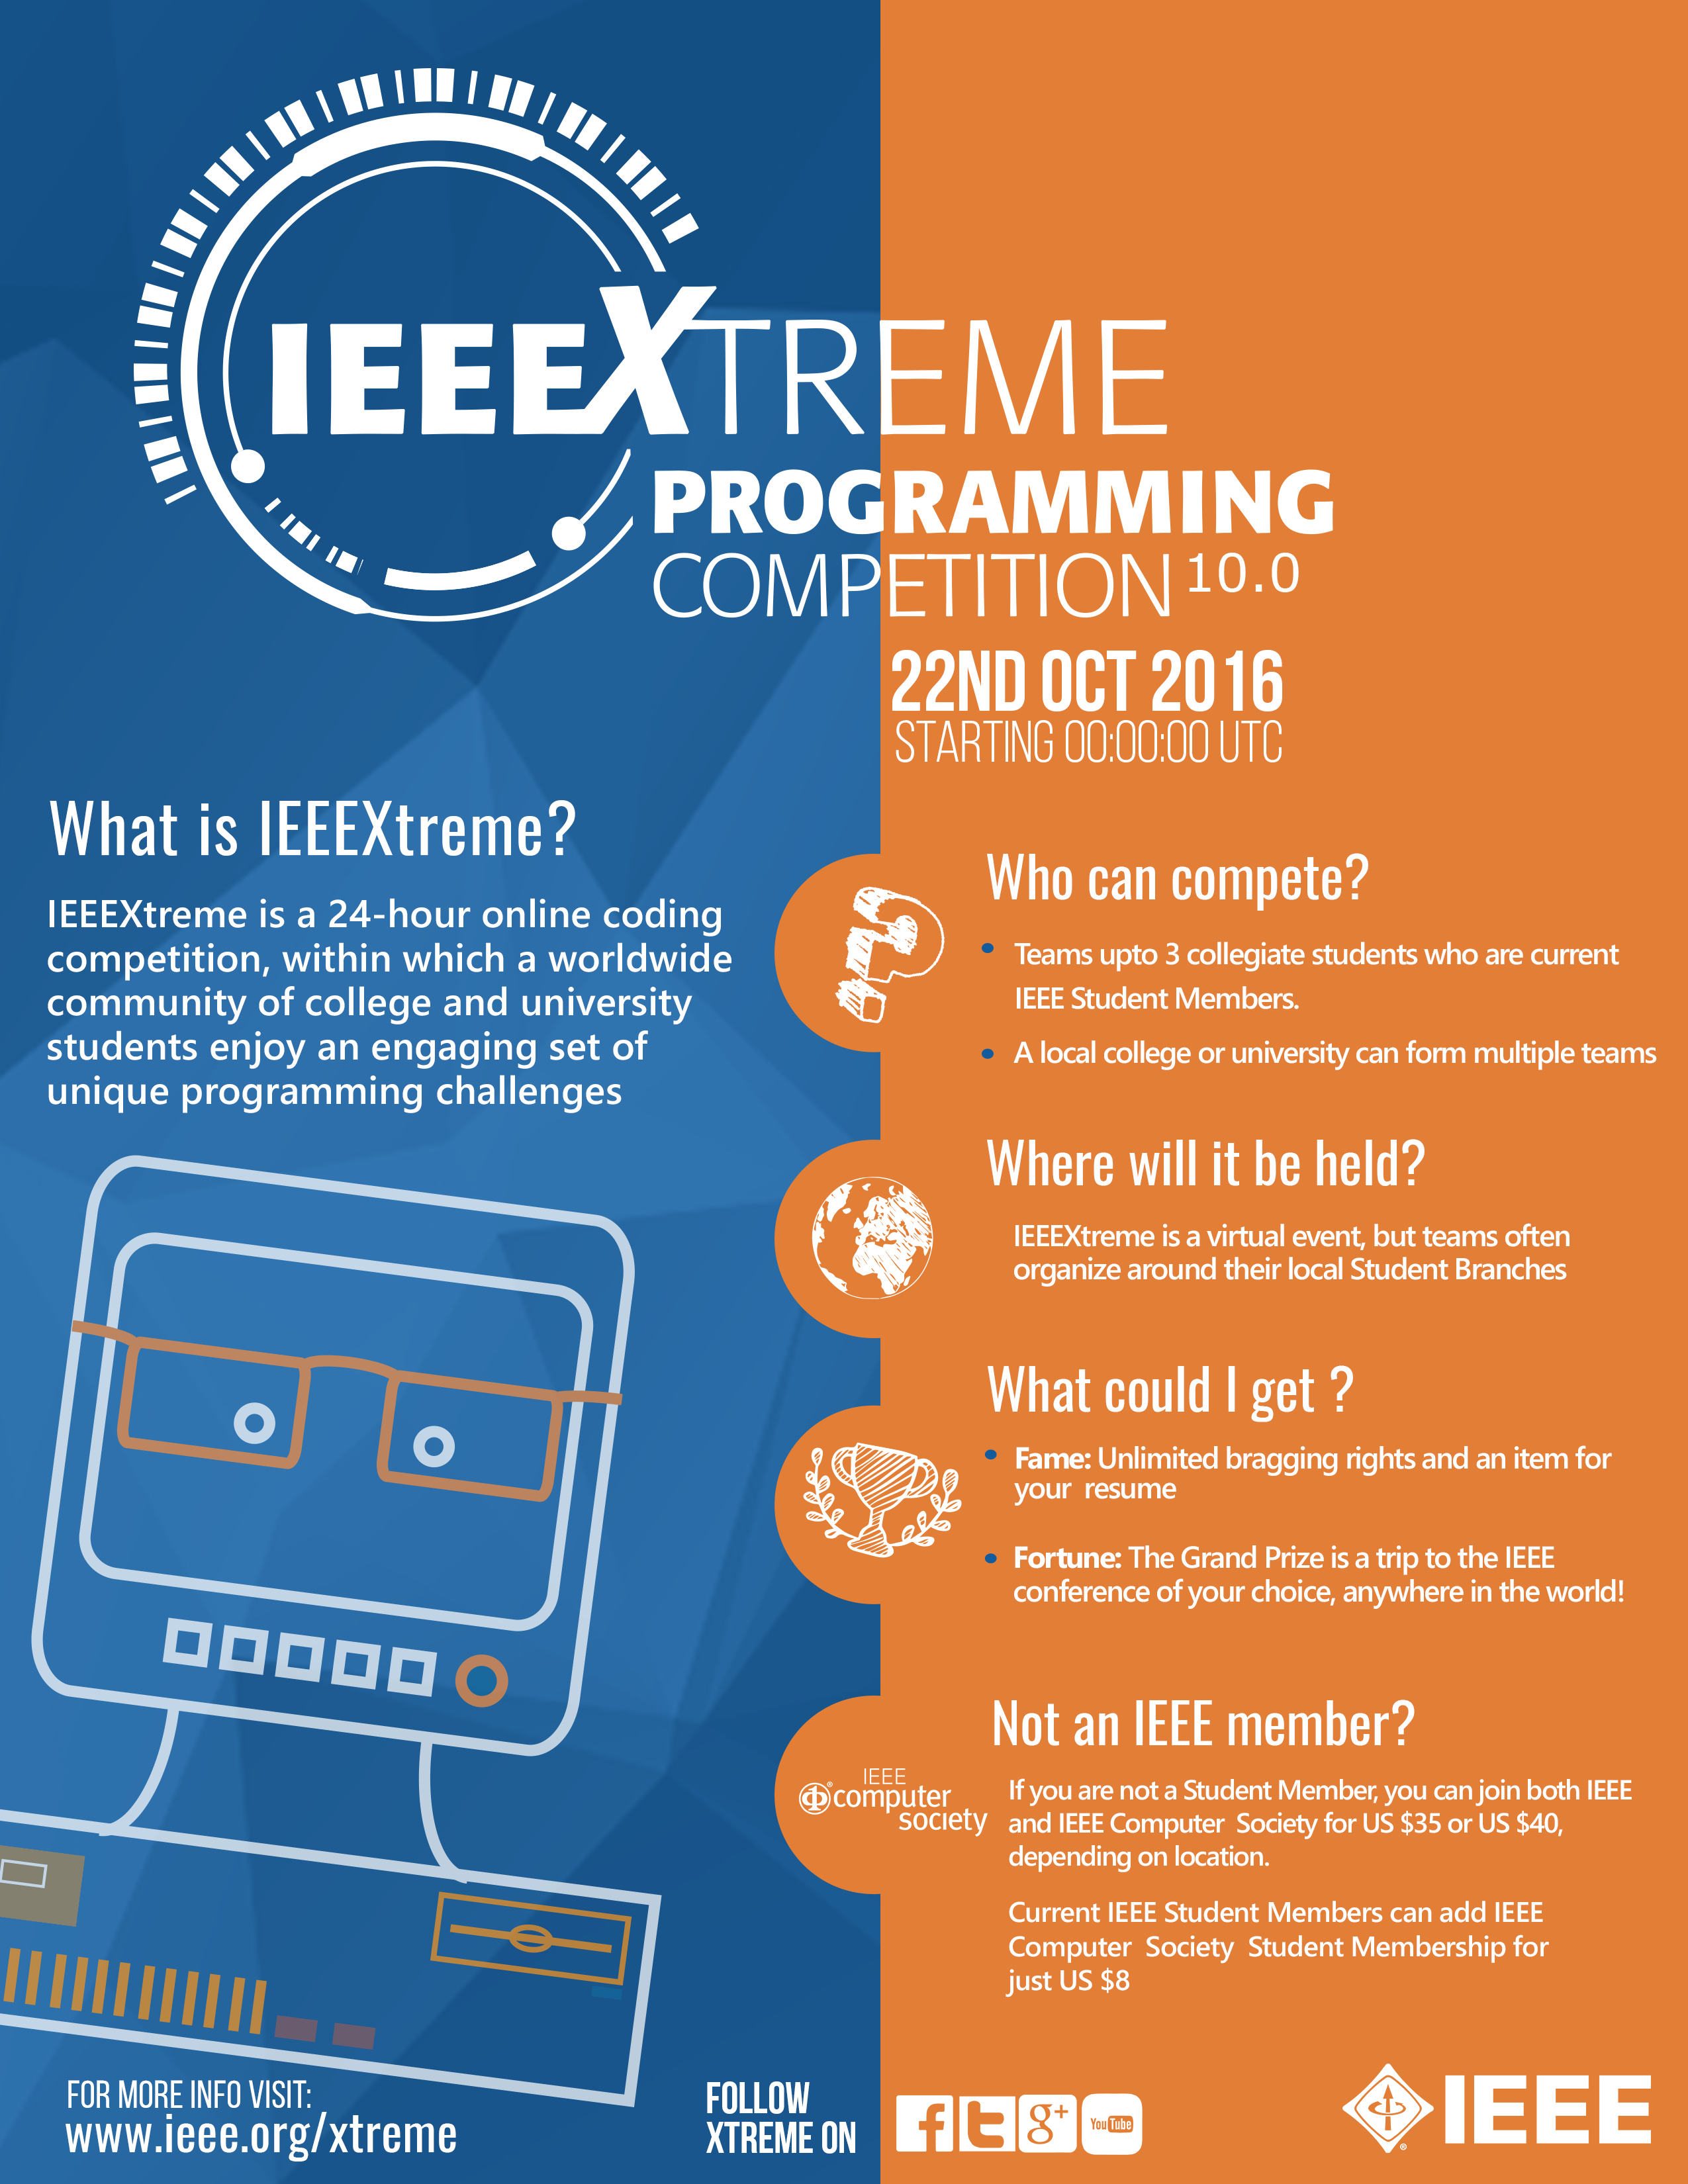 IEEEXTREME
PROGRAMMING
COMPETITION 10.0
22ND OCT 2016
STARTING 00:00:00 UTC
What is IEEEXtreme?
IEEEXtreme is a 24-hour online coding
competition, within which a worldwide
community of college and university
students enjoy an engaging set of
unique programming challenges
Who can compete?
• Teams upto 3 collegiate students who are current
IEEE Student Members.
• A local college or university can form multiple teams
Where will it be held?
IEEEXtreme is a virtual event, but teams often
organize around their local Student Branches
What could I get ?
• Fame: Unlimited bragging rights and an item for
your resume
• Fortune: The Grand Prize is a trip to the IEEE
conference of your choice, anywhere in the world!
IEEE
computer
society
Not an IEEE member?
If you are not a Student Member, you can join both IEEE
and IEEE Computer Society for US $35 or US $40,
depending on location.
Current IEEE Student Members can add IEEE
Computer Society Student Membership for
just US $8
FOR MORE INFO VISIT:
www.ieee.org/xtreme
FOLLOW
XTREME ON
f t g+ YouTube
IEEE®